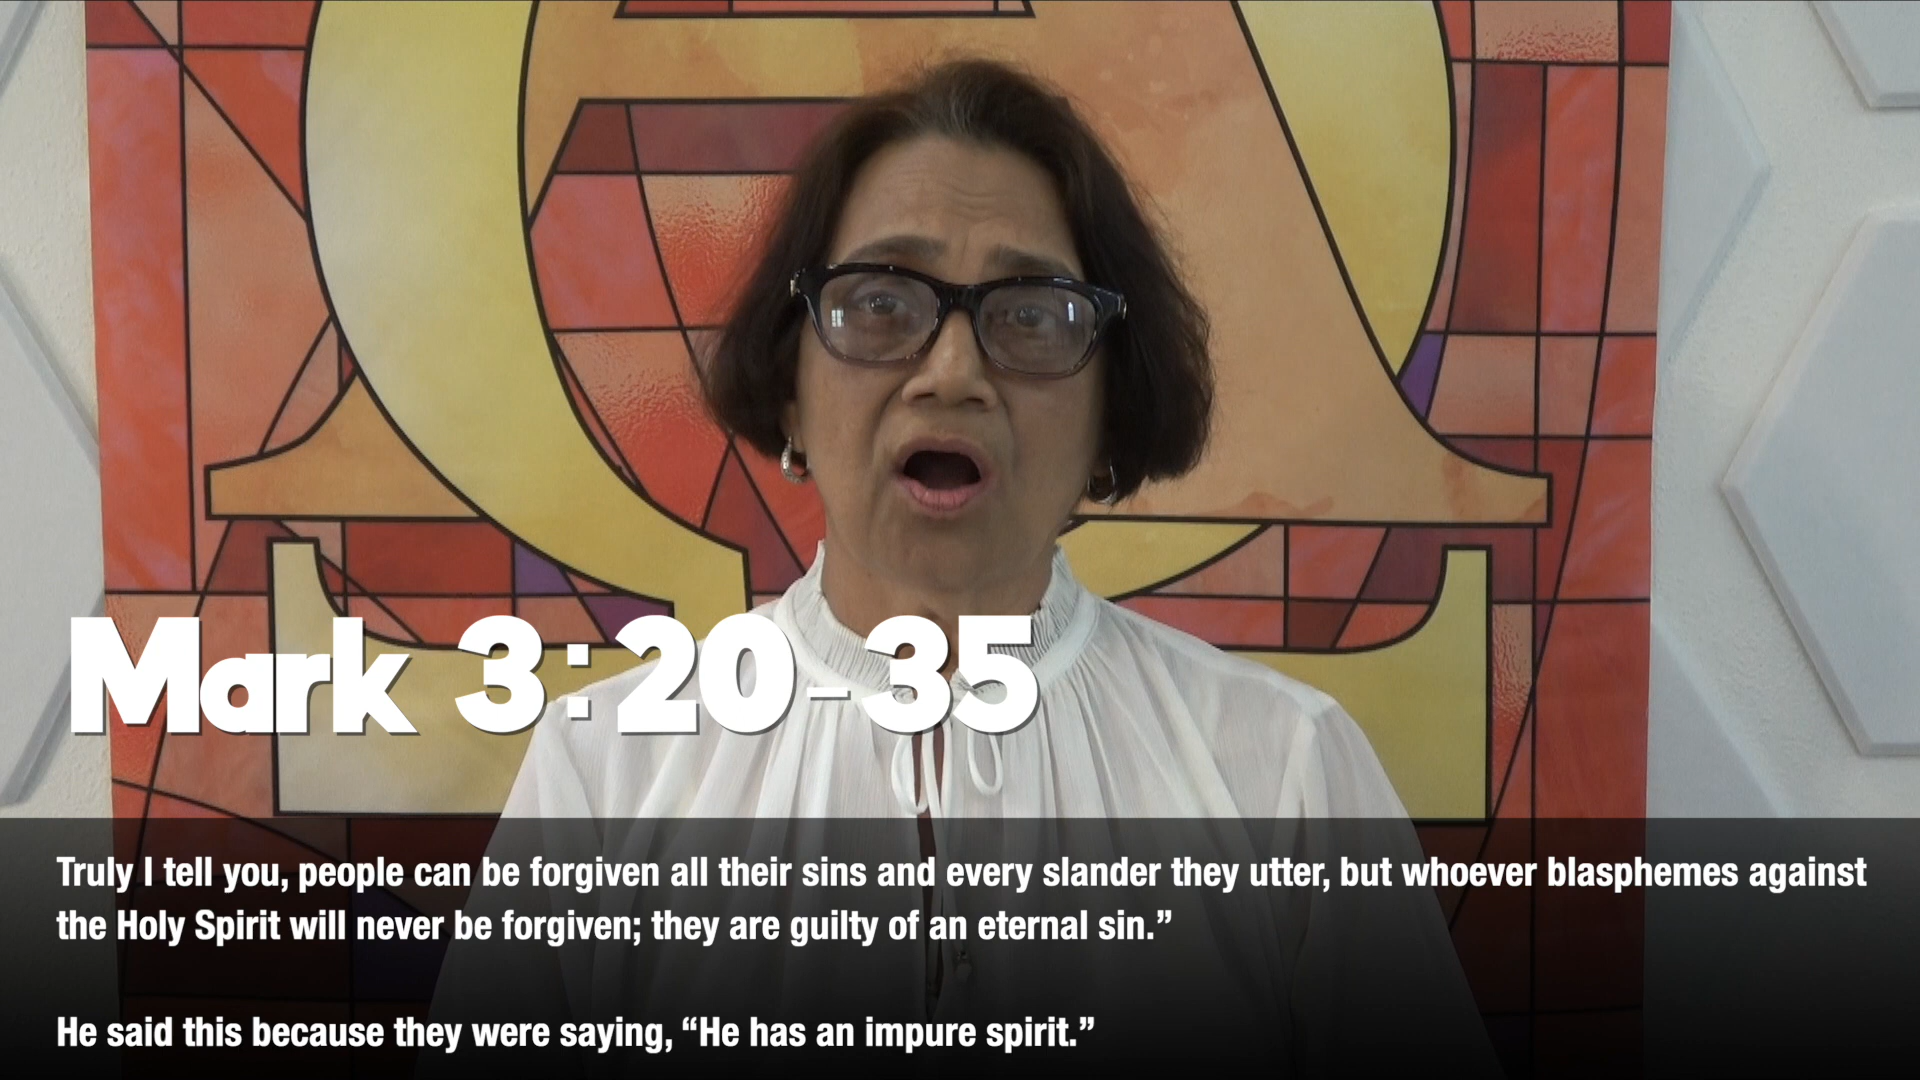 Mark 3:20-35
Truly I tell you, people can be forgiven all their sins and every slander they utter, but whoever blasphemes against
the Holy Spirit will never be forgiven; they are guilty of an eternal sin.”
He said this because they were saying, “He has an impure spirit.”